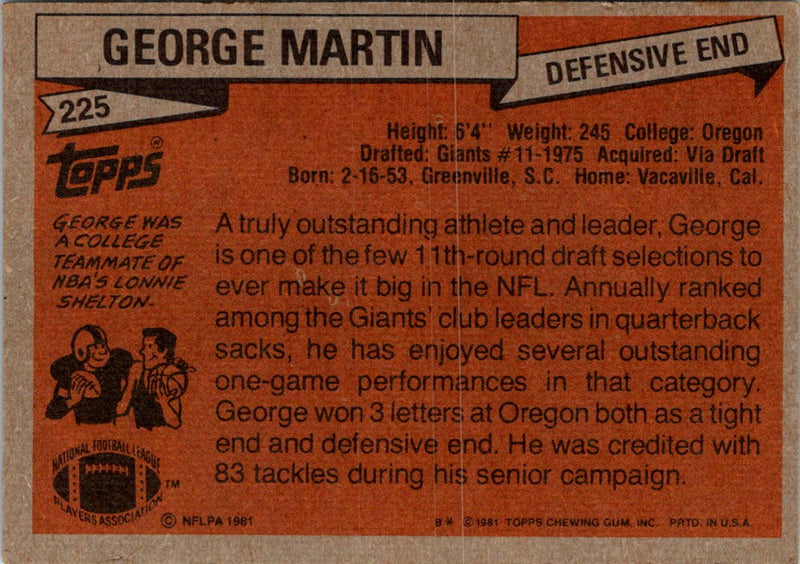 GEORGE MARTIN
DEFENSIVE END
225
Height: 6'4" Weight: 245 College: Oregon
Drafted: Giants #11-1975 Acquired: Via Draft
Born: 2-16-53, Greenville, S.C. Home: Vacaville, Cal.
Topps®
GEORGE WAS
A COLLEGE
TEAMMATE OF
NBA'S LONNIE
SHELTON.
A truly outstanding athlete and leader, George
is one of the few 11th-round draft selections to
ever make it big in the NFL. Annually ranked
among the Giants' club leaders in quarterback
sacks, he has enjoyed several outstanding
one-game performances in that category.
George won 3 letters at Oregon both as a tight
end and defensive end. He was credited with
83 tackles during his senior campaign.
NATIONAL FOOTBALL LEAGUE
PLAYERS ASSOCIATION
TM
© NFLPA 1981
B* © 1981 TOPPS CHEWING GUM, INC. PRTD. IN U.S.A.